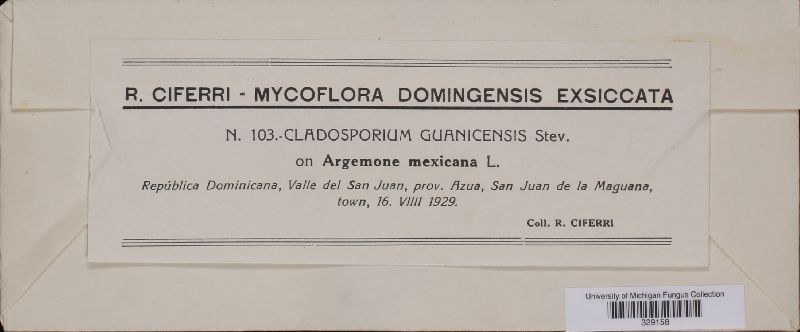 R. CIFERRI - MYCOFLORA DOMINGENSIS EXSICCATA
N. 103.-CLADOSPORIUM GUANICENSIS Stev.
on Argemone mexicana L.
República Dominicana, Valle del San Juan, prov. Azua, San Juan de la Maguana,
town, 16. VIIII 1929.
Coll. R. CIFERRI
University of Michigan Fungus Collection
329158